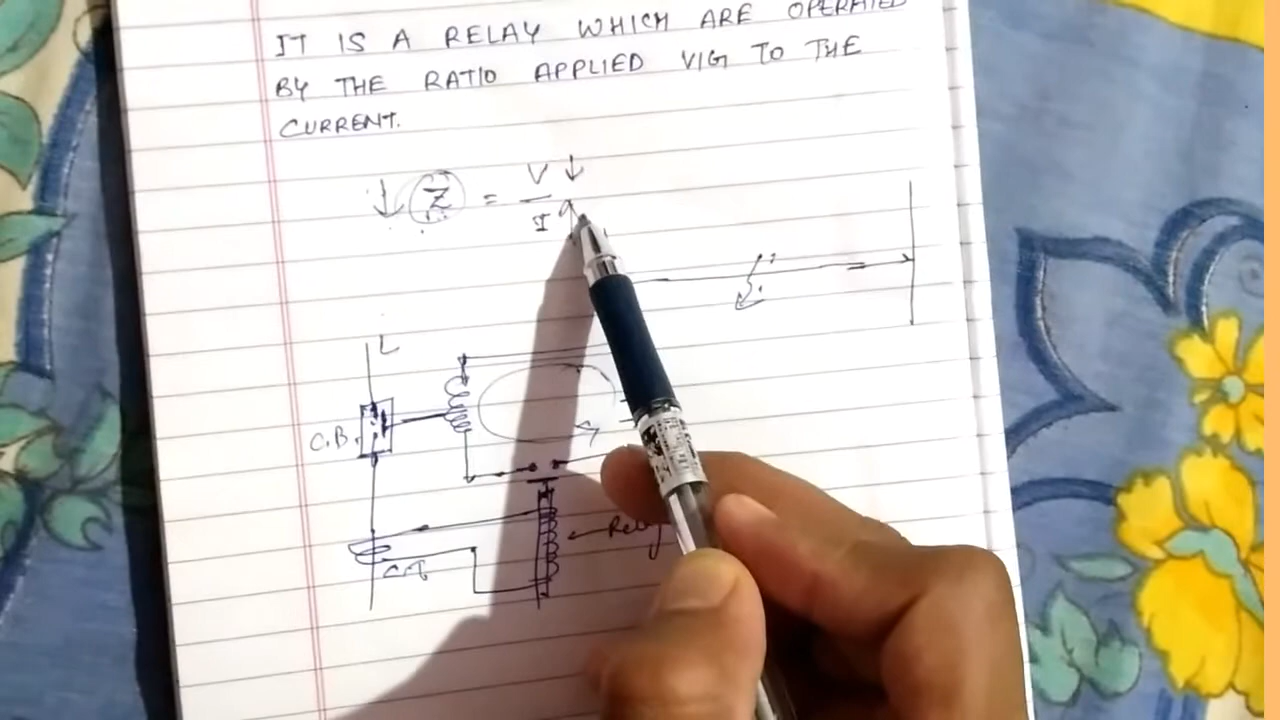 IT IS A RELAY WHICH ARE OPERATED
BY THE RATIO APPLIED V/G TO THE
CURRENT.
↓ Z = V ↓
I
L
C.B.
Relay
C.T